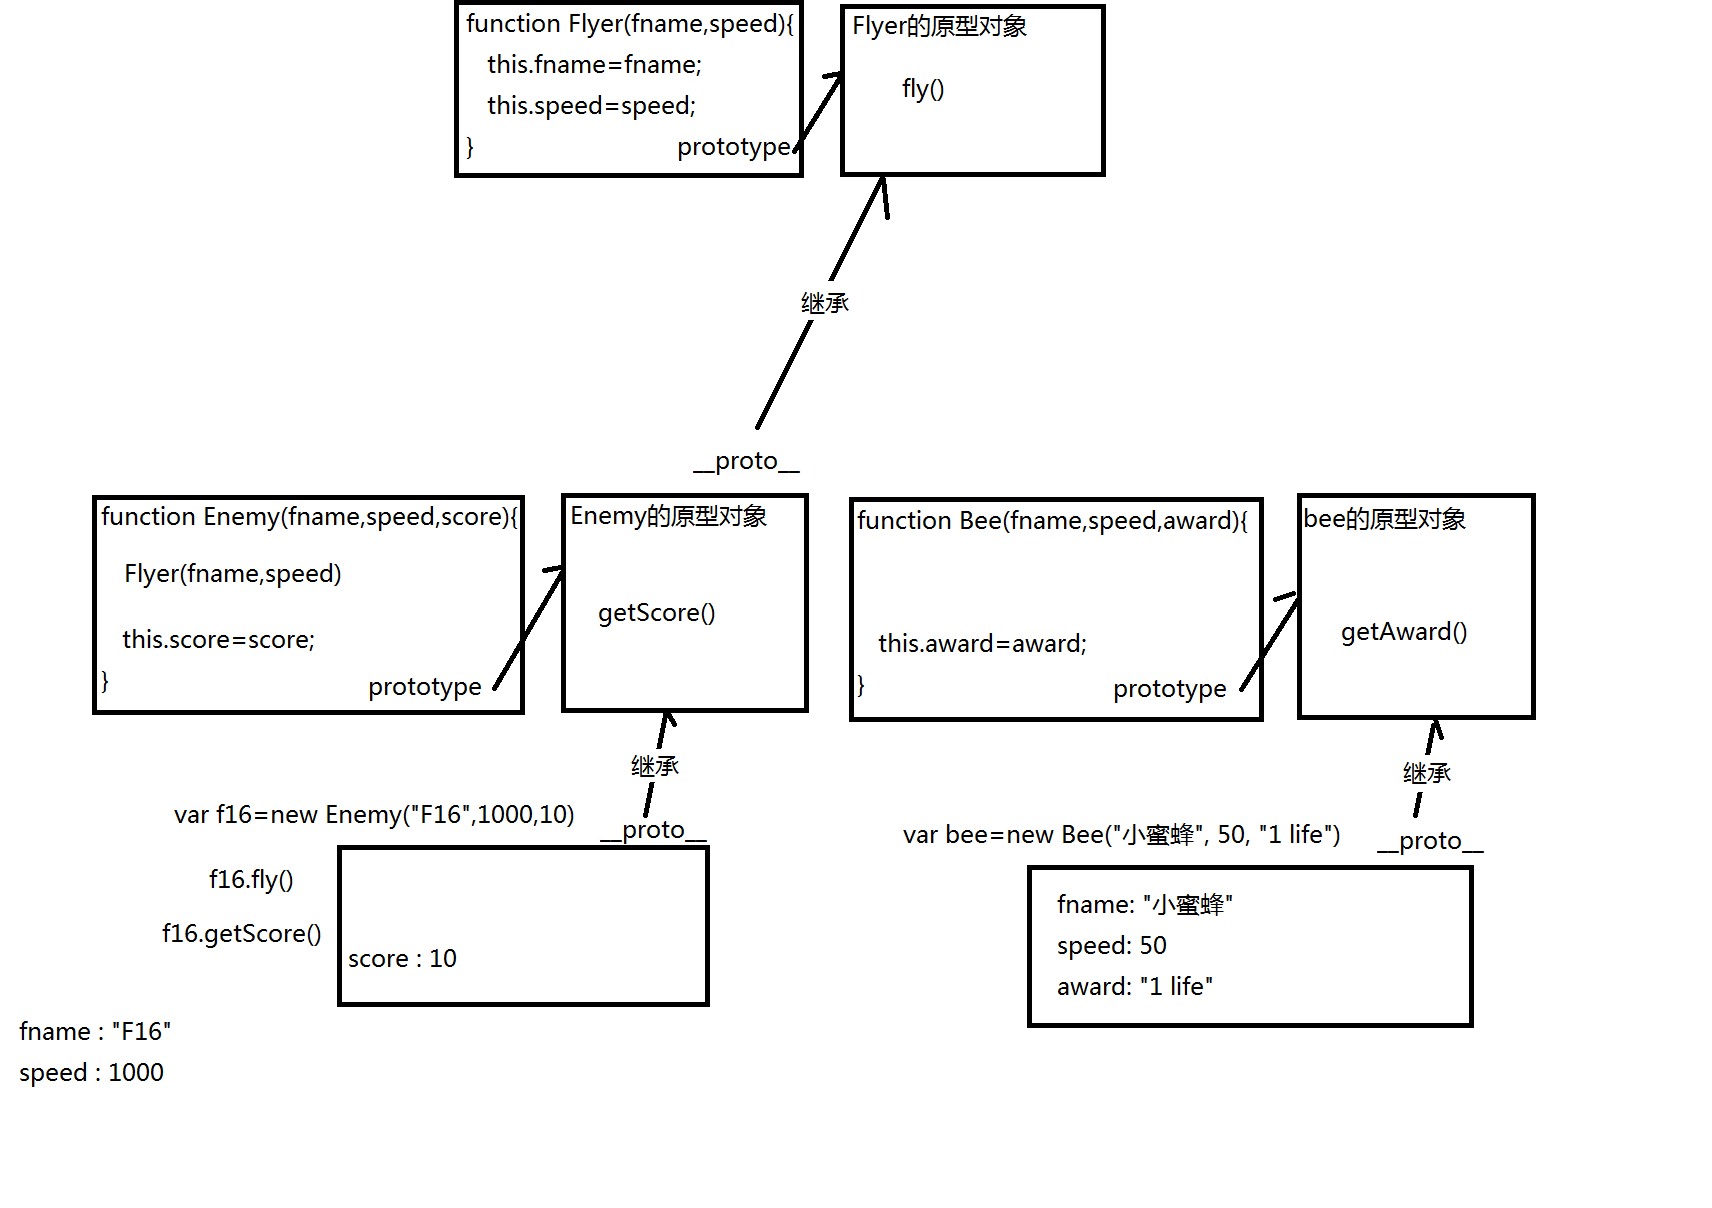 function Flyer(fname,speed){
this.fname=fname;
this.speed=speed;
}
prototype
Flyer的原型对象
fly()
继承
__proto__
function Enemy(fname,speed,score){
Flyer(fname,speed)
this.score=score;
}
prototype
Enemy的原型对象
getScore()
function Bee(fname,speed,award){
this.award=award;
}
prototype
bee的原型对象
getAward()
继承
__proto__
var f16=new Enemy("F16",1000,10)
f16.fly()
f16.getScore()
score : 10
fname : "F16"
speed : 1000
继承
__proto__
var bee=new Bee("小蜜蜂", 50, "1 life")
fname: "小蜜蜂"
speed: 50
award: "1 life"